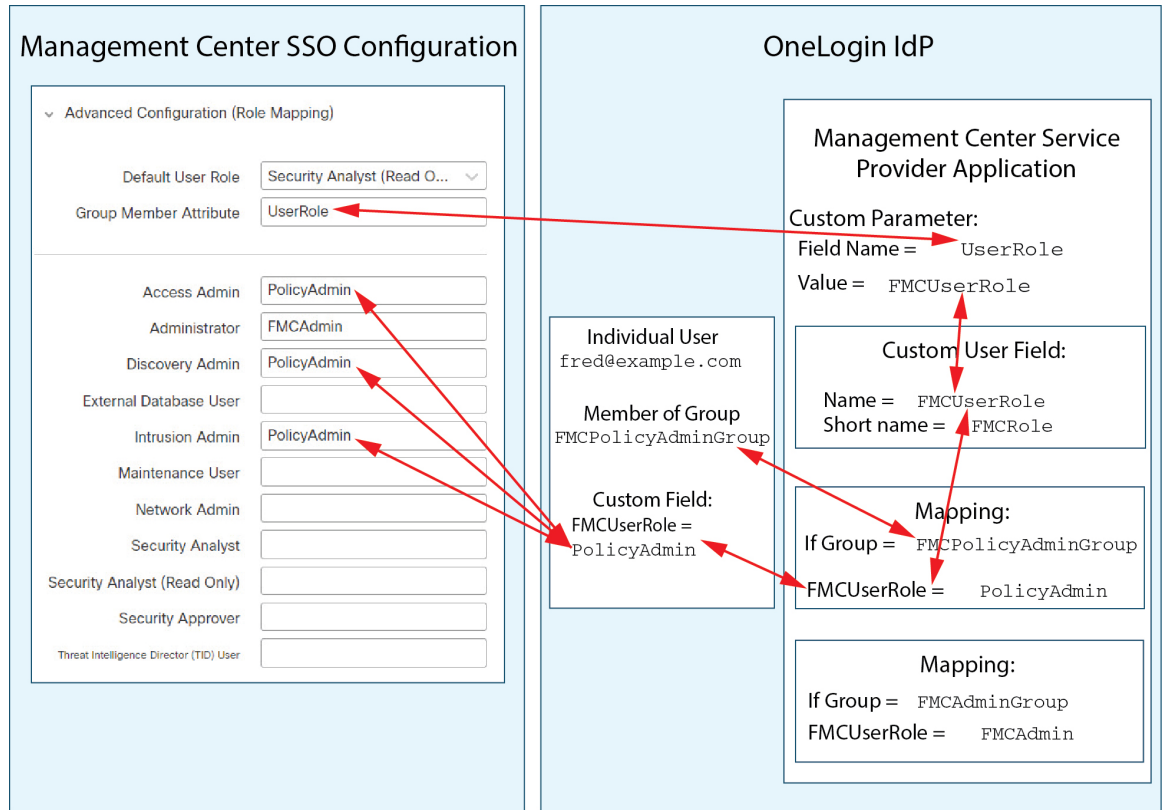 Management Center SSO Configuration
Advanced Configuration (Role Mapping)
Default User Role Security Analyst (Read O...
Group Member Attribute UserRole
Access Admin PolicyAdmin
Administrator FMCAdmin
Discovery Admin PolicyAdmin
External Database User
Intrusion Admin PolicyAdmin
Maintenance User
Network Admin
Security Analyst
Security Analyst (Read Only)
Security Approver
Threat Intelligence Director (TID) User
OneLogin IdP
Individual User
fred@example.com
Member of Group
FMCPolicyAdminGroup
Custom Field:
FMCUserRole =
PolicyAdmin
Management Center Service
Provider Application
Custom Parameter:
Field Name = UserRole
Value = FMCUserRole
Custom User Field:
Name = FMCUserRole
Short name = FMCRole
Mapping:
If Group = FMCPolicyAdminGroup
FMCUserRole = PolicyAdmin
Mapping:
If Group = FMCAdminGroup
FMCUserRole = FMCAdmin